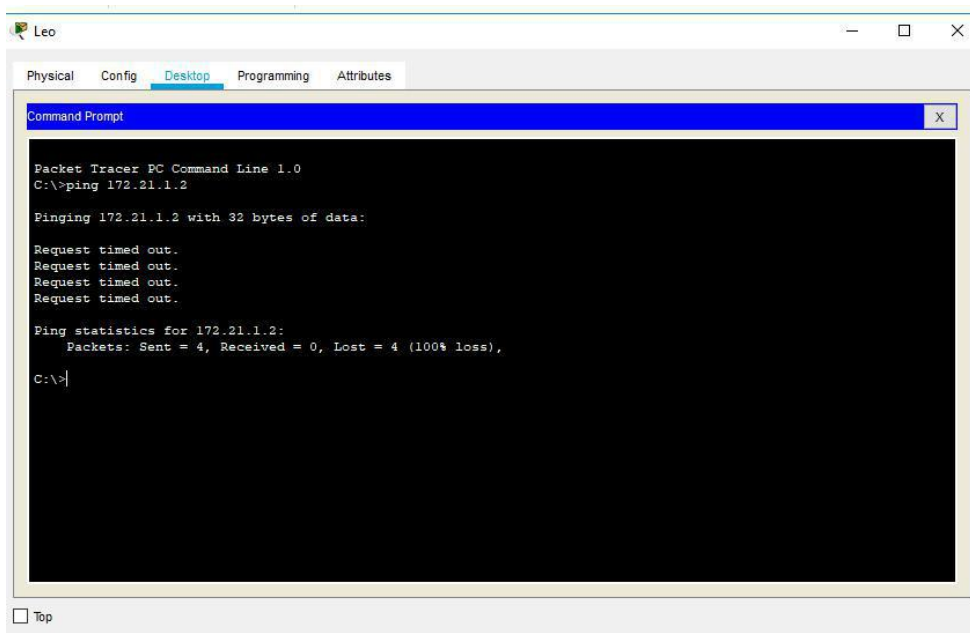 Leo
Physical Config Desktop Programming Attributes
Command Prompt
X
Packet Tracer PC Command Line 1.0
C:\>ping 172.21.1.2
Pinging 172.21.1.2 with 32 bytes of data:
Request timed out.
Request timed out.
Request timed out.
Request timed out.
Ping statistics for 172.21.1.2:
Packets: Sent = 4, Received = 0, Lost = 4 (100% loss),
C:\>
Top